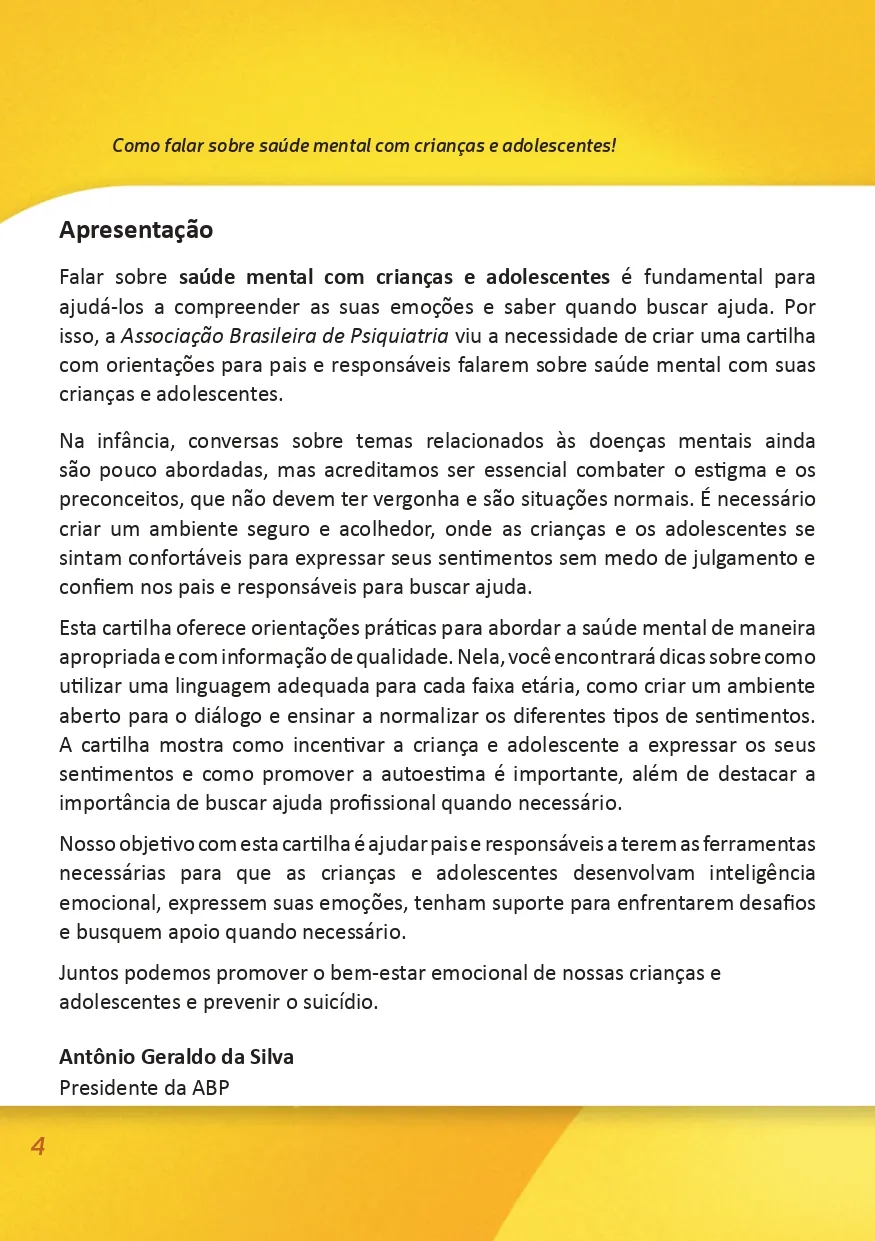 Como falar sobre saúde mental com crianças e adolescentes!
Apresentação
Falar sobre saúde mental com crianças e adolescentes é fundamental para
ajudá-los a compreender as suas emoções e saber quando buscar ajuda. Por
isso, a Associação Brasileira de Psiquiatria viu a necessidade de criar uma cartilha
com orientações para pais e responsáveis falarem sobre saúde mental com suas
crianças e adolescentes.
Na infância, conversas sobre temas relacionados às doenças mentais ainda
são pouco abordadas, mas acreditamos ser essencial combater o estigma e os
preconceitos, que não devem ter vergonha e são situações normais. É necessário
criar um ambiente seguro e acolhedor, onde as crianças e os adolescentes se
sintam confortáveis para expressar seus sentimentos sem medo de julgamento e
confiem nos pais e responsáveis para buscar ajuda.
Esta cartilha oferece orientações práticas para abordar a saúde mental de maneira
apropriada e com informação de qualidade. Nela, você encontrará dicas sobre como
utilizar uma linguagem adequada para cada faixa etária, como criar um ambiente
aberto para o diálogo e ensinar a normalizar os diferentes tipos de sentimentos.
A cartilha mostra como incentivar a criança e adolescente a expressar os seus
sentimentos e como promover a autoestima é importante, além de destacar a
importância de buscar ajuda profissional quando necessário.
Nosso objetivo com esta cartilha é ajudar pais e responsáveis a terem as ferramentas
necessárias para que as crianças e adolescentes desenvolvam inteligência
emocional, expressem suas emoções, tenham suporte para enfrentarem desafios
e busquem apoio quando necessário.
Juntos podemos promover o bem-estar emocional de nossas crianças e
adolescentes e prevenir o suicídio.
Antônio Geraldo da Silva
Presidente da ABP
4